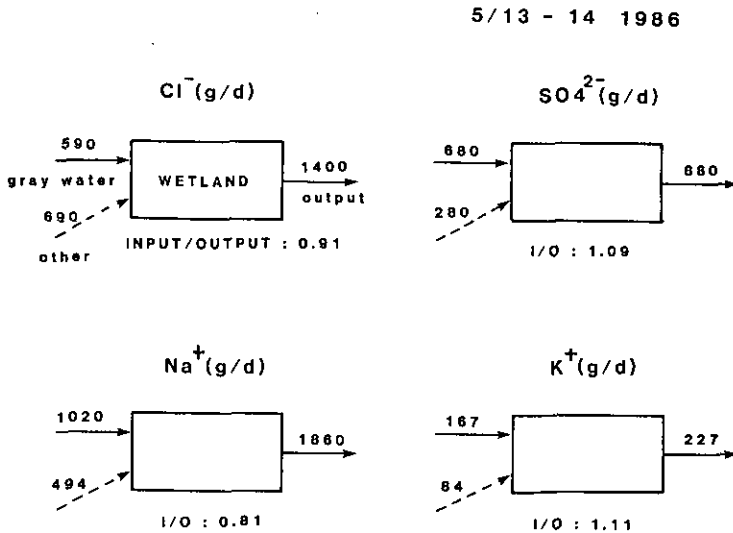 5/13 - 14 1986
Cl⁻(g/d)
590
gray water
690
other
WETLAND
1400
output
INPUT/OUTPUT : 0.91
SO4²⁻(g/d)
680
280
680
I/O : 1.09
Na⁺(g/d)
1020
494
1860
I/O : 0.81
K⁺(g/d)
167
84
227
I/O : 1.11